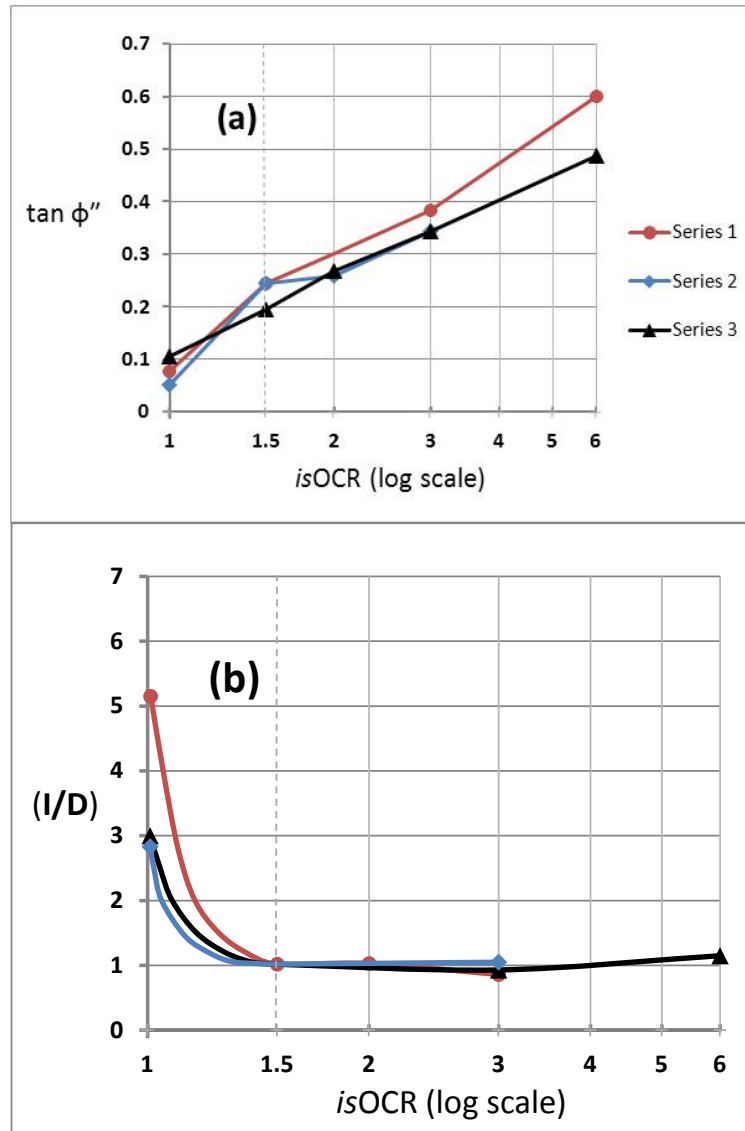 0.7
0.6
(a)
0.5
0.4
tan ϕ″
0.3
0.2
0.1
0
1 1.5 2 3 4 5 6
isOCR (log scale)
Series 1
Series 2
Series 3
7
6
(b)
5
4
(I/D)
3
2
1
0
1 1.5 2 3 4 5 6
isOCR (log scale)